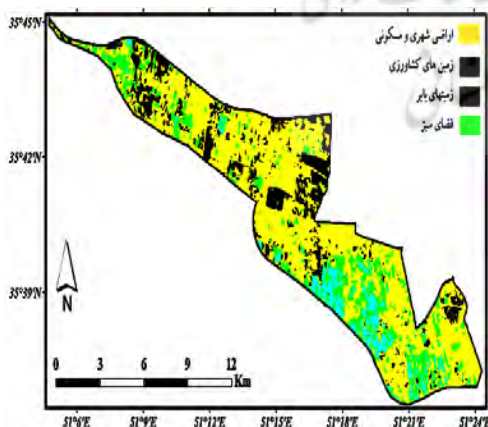 35°45'N
35°42'N
35°39'N
اراضی شهری و مسکونی
زمین های کشاورزی
زمینهای بایر
فضای سبز
N
0 3 6 9 12
Km
51°6'E 51°9'E 51°12'E 51°15'E 51°18'E 51°21'E 51°24'E